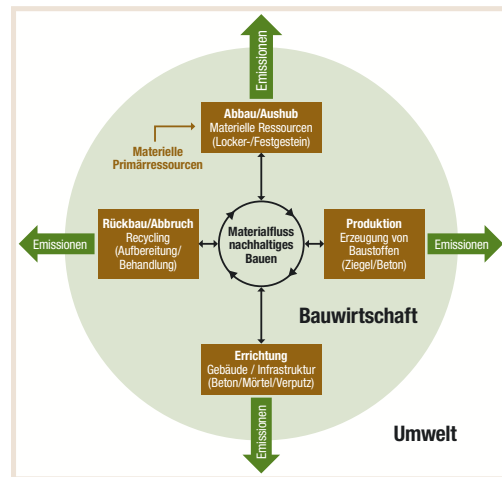 Emissionen
Abbau/Aushub
Materielle Ressourcen
(Locker-/Festgestein)
Materielle
Primärressourcen
Rückbau/Abbruch
Recycling
(Aufbereitung/
Behandlung)
Materialfluss
nachhaltiges
Bauen
Produktion
Erzeugung von
Baustoffen
(Ziegel/Beton)
Emissionen
Emissionen
Bauwirtschaft
Errichtung
Gebäude / Infrastruktur
(Beton/Mörtel/Verputz)
Emissionen
Umwelt